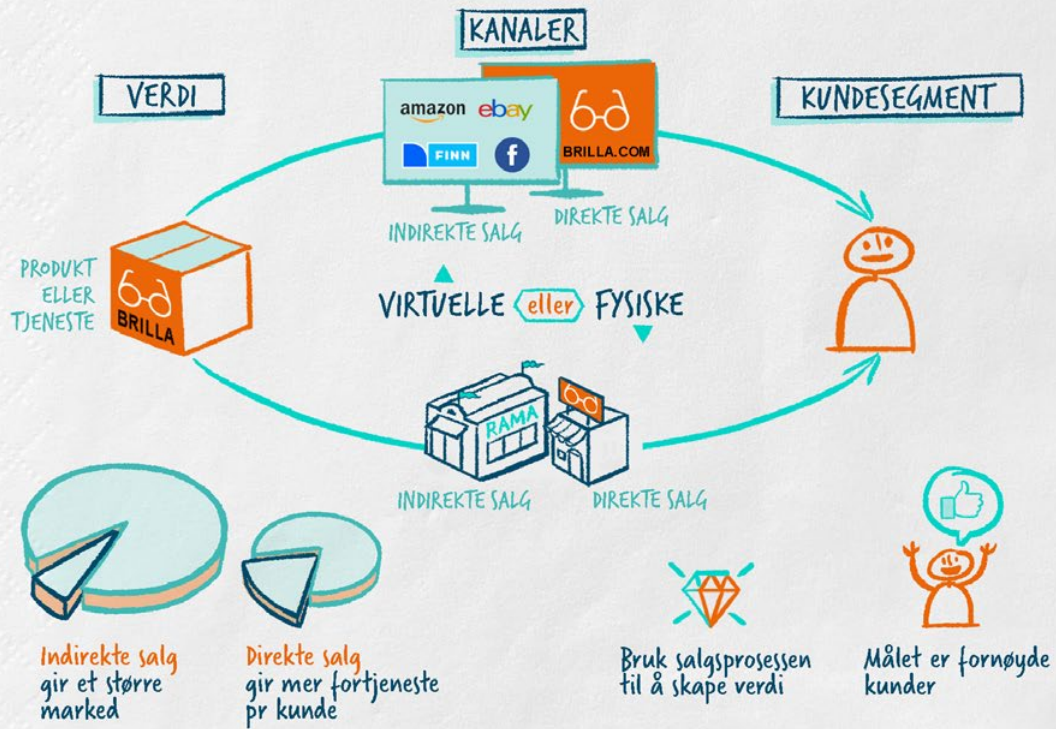 KANALER
VERDI
KUNDESEGMENT
amazon ebay
FINN f
BRILLA.COM
INDIREKTE SALG
DIREKTE SALG
PRODUKT
ELLER
TJENESTE
BRILLA
VIRTUELLE eller FYSISKE
RAMA
INDIREKTE SALG
DIREKTE SALG
Indirekte salg
gir et større
marked
Direkte salg
gir mer fortjeneste
pr kunde
Bruk salgsprosessen
til å skape verdi
Målet er fornøyde
kunder